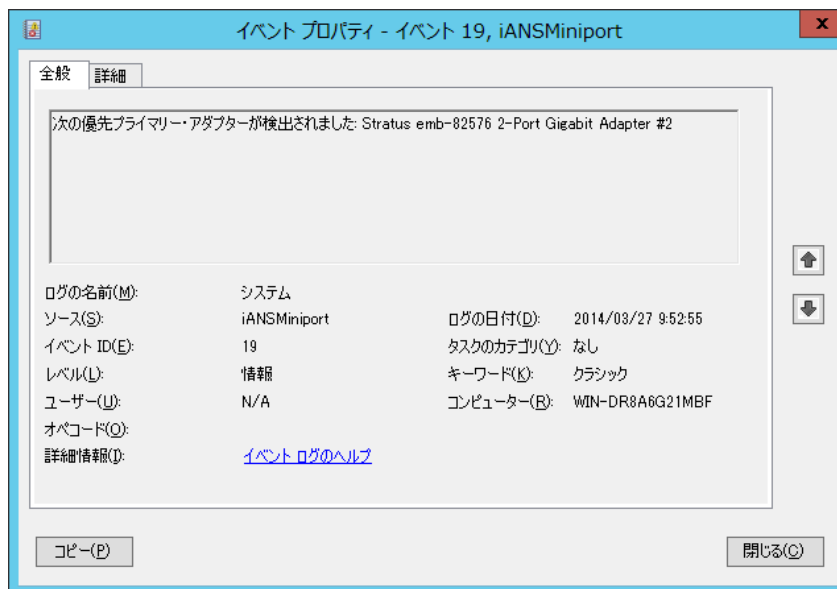 イベント プロパティ - イベント 19, iANSMiniport
x
全般
詳細
次の優先プライマリー・アダプターが検出されました: Stratus emb-82576 2-Port Gigabit Adapter #2
ログの名前(M): システム
ソース(S): iANSMiniport ログの日付(D): 2014/03/27 9:52:55
イベント ID(E): 19 タスクのカテゴリ(Y): なし
レベル(L): 情報 キーワード(K): クラシック
ユーザー(U): N/A コンピューター(R): WIN-DR8A6G21MBF
オペコード(O):
詳細情報(I): イベント ログのヘルプ
コピー(P)
閉じる(C)